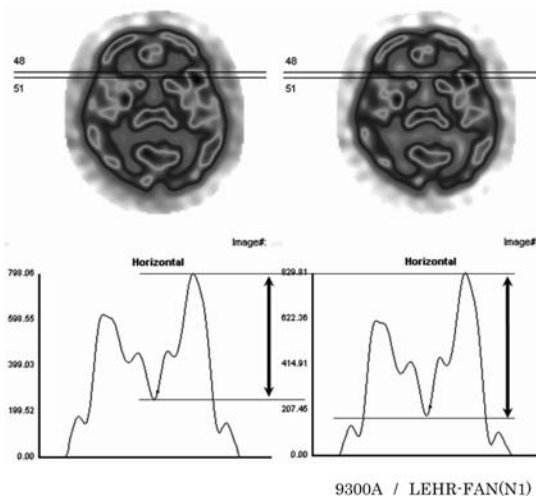 48
51
48
51
Image#:
Image#
Horizontal
798.06
598.55
399.03
199.52
0.00
Horizontal
829.81
622.36
414.91
207.46
0.00
9300A / LEHR-FAN(N1)